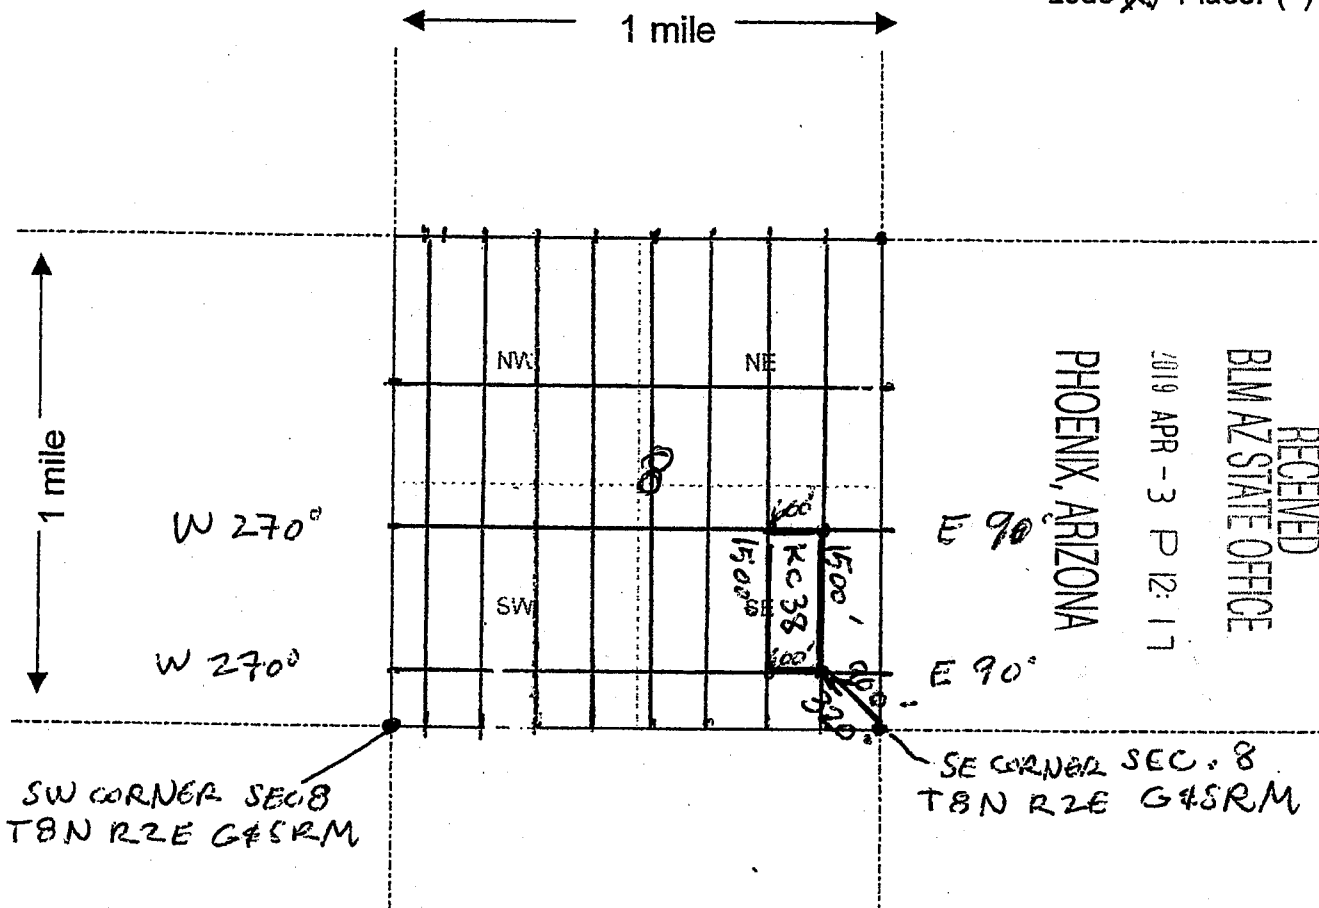 Placer ( )
1 mile
1 mile
NW
NE
8
W 270°
E 90°
600'
1500'
KC 38
1500'
SW
SE
600'
W 270°
E 90°
320°
SW CORNER SEC 8
T8N R2E G&SRM
SE CORNER SEC. 8
T8N R2E G&SRM
RECEIVED
BLM AZ STATE OFFICE
2019 APR -3 P 12: 17
PHOENIX, ARIZONA